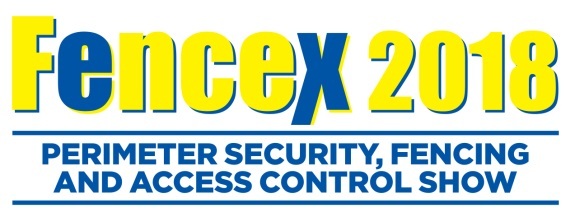 Fencex 2018
PERIMETER SECURITY, FENCING
AND ACCESS CONTROL SHOW